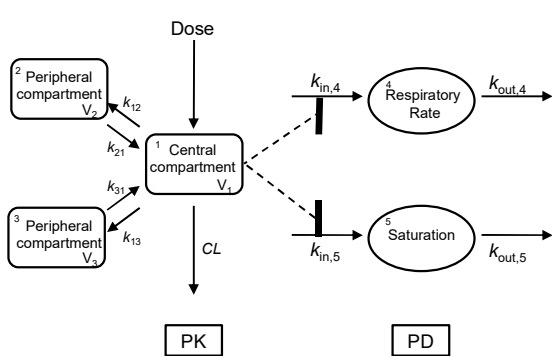 Dose
2 Peripheral
compartment
V2
k12
k21
1 Central
compartment
V1
k31
k13
3 Peripheral
compartment
V3
CL
kin,4
4 Respiratory
Rate
kout,4
kin,5
5 Saturation
kout,5
PK
PD